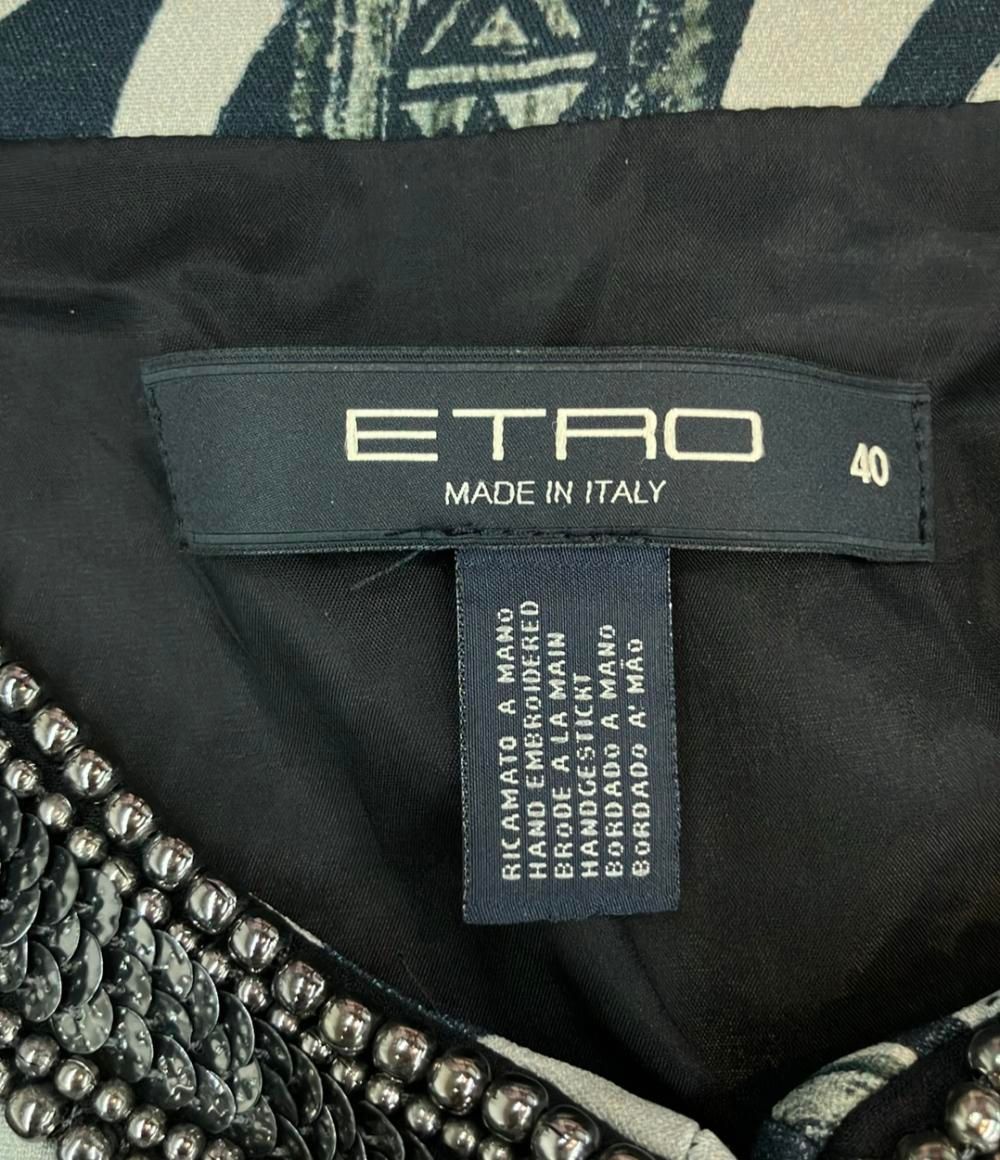 ETRO
40
MADE IN ITALY
RICAMATO A MANO
HAND EMBROIDERED
BRODE A LA MAIN
HANDGESTICKT
BORDADO A MANO
BORDADO A' MÃO